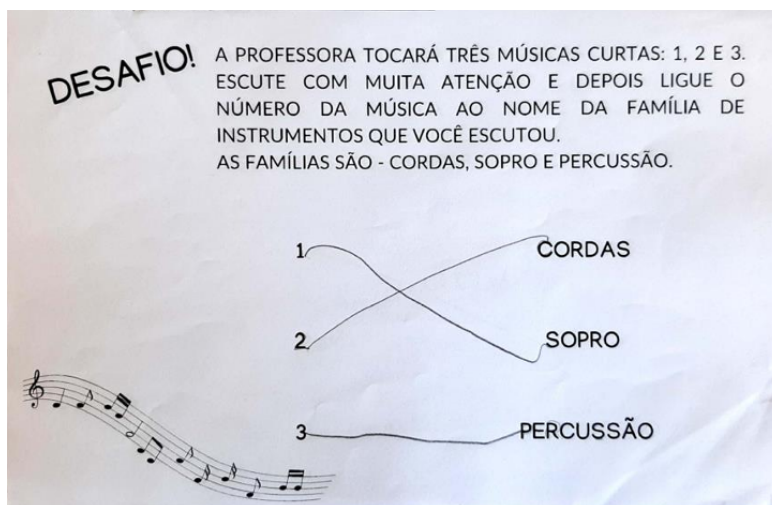 DESAFIO!
A PROFESSORA TOCARÁ TRÊS MÚSICAS CURTAS: 1, 2 E 3.
ESCUTE COM MUITA ATENÇÃO E DEPOIS LIGUE O
NÚMERO DA MÚSICA AO NOME DA FAMÍLIA DE
INSTRUMENTOS QUE VOCÊ ESCUTOU.
AS FAMÍLIAS SÃO - CORDAS, SOPRO E PERCUSSÃO.
1 CORDAS
2 SOPRO
3 PERCUSSÃO